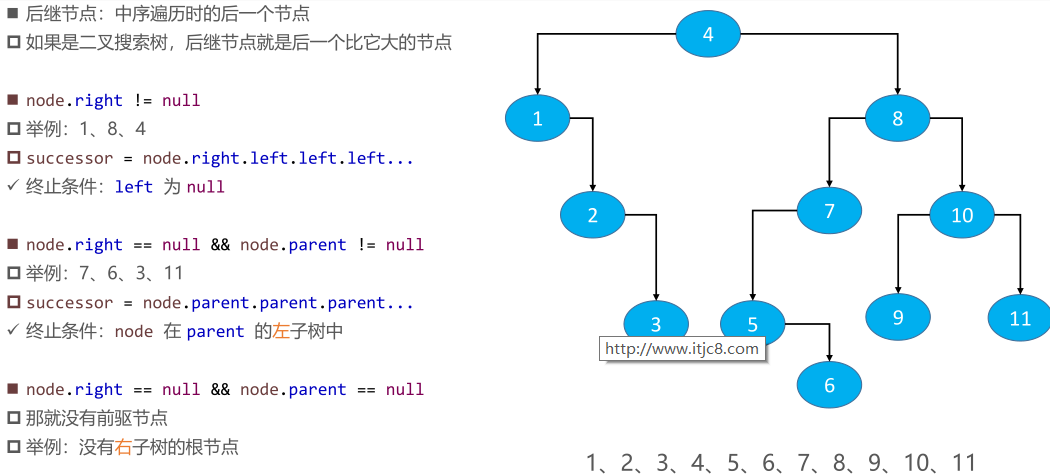 后继节点：中序遍历时的后一个节点
如果是二叉搜索树，后继节点就是后一个比它大的节点
node.right != null
举例：1、8、4
successor = node.right.left.left.left...
终止条件：left 为 null
node.right == null && node.parent != null
举例：7、6、3、11
successor = node.parent.parent.parent...
终止条件：node 在 parent 的左子树中
node.right == null && node.parent == null
那就没有前驱节点
举例：没有右子树的根节点
4
1
8
2
7
10
3
5
9
11
http://www.itjc8.com
6
1、2、3、4、5、6、7、8、9、10、11